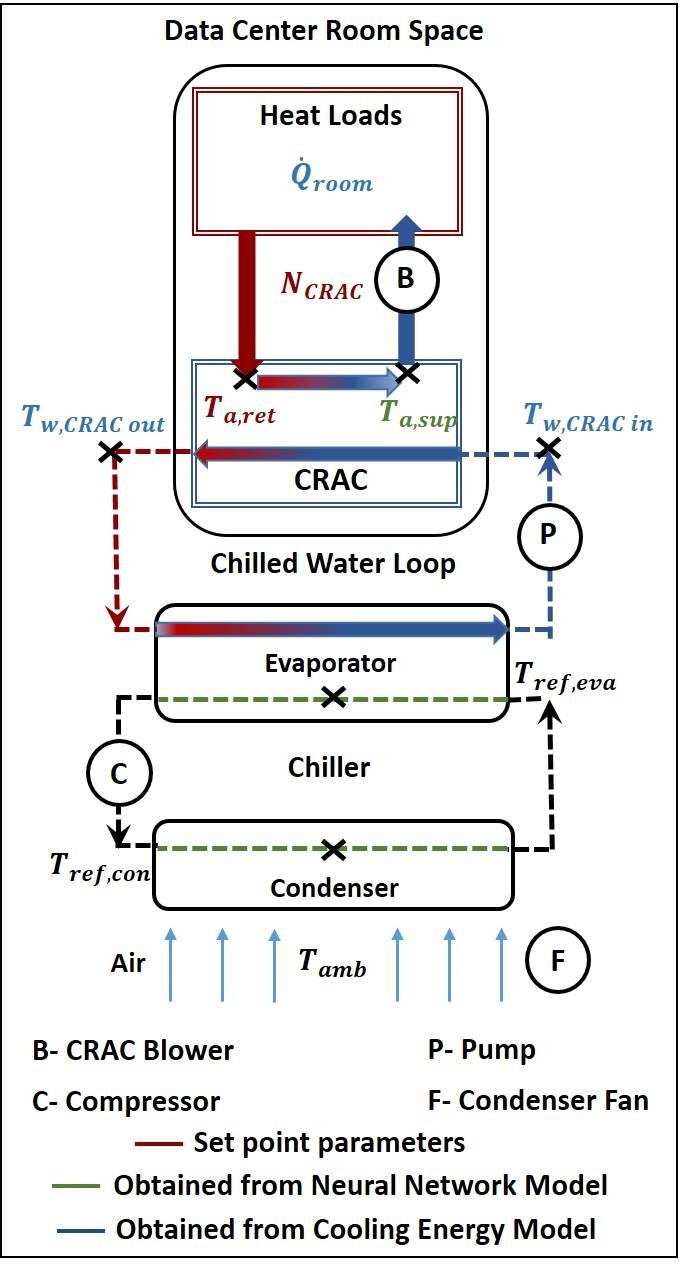 Data Center Room Space
Heat Loads
Q̇room
NCRAC
B
Ta,ret
Ta,sup
Tw,CRAC out
Tw,CRAC in
CRAC
P
Chilled Water Loop
Evaporator
Tref,eva
C
Chiller
Tref,con
Condenser
Air
Tamb
F
B- CRAC Blower
P- Pump
C- Compressor
F- Condenser Fan
Set point parameters
Obtained from Neural Network Model
Obtained from Cooling Energy Model